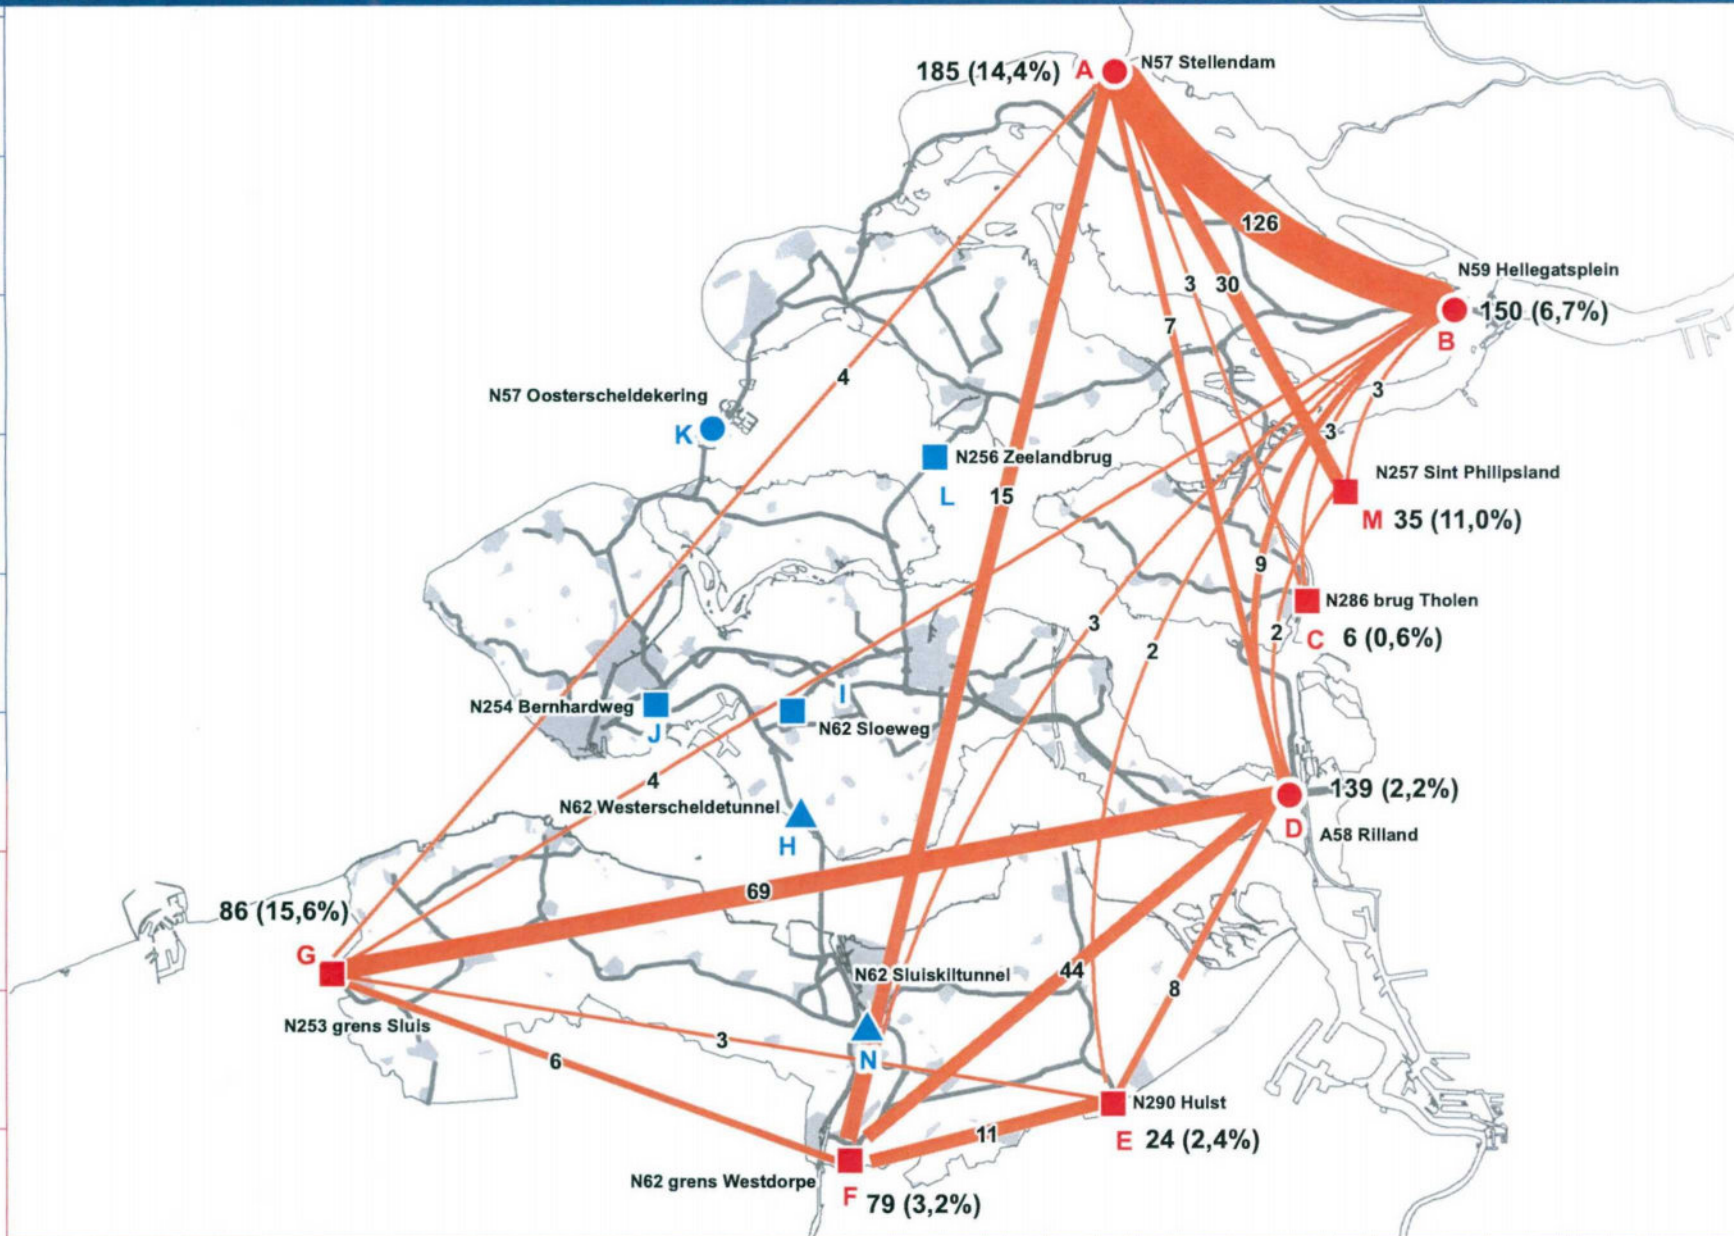 185 (14,4%) A N57 Stellendam
126
N59 Hellegatsplein
3 30
150 (6,7%)
7
B
4
3
N57 Oosterscheldekering
K
3
N256 Zeelandbrug
N257 Sint Philipsland
L
15
M 35 (11,0%)
9
N286 brug Tholen
3
2
C 6 (0,6%)
2
I
N254 Bernhardweg
J
N62 Sloeweg
4
139 (2,2%)
N62 Westerscheldetunnel
D
A58 Rilland
H
69
86 (15,6%)
G
44
N62 Sluiskiltunnel
8
N253 grens Sluis
3
6
N
N290 Hulst
11
E 24 (2,4%)
N62 grens Westdorpe
F 79 (3,2%)